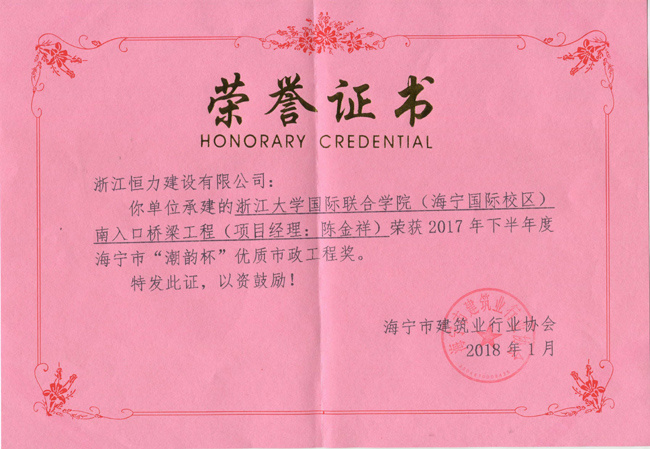 荣誉证书
HONORARY CREDENTIAL
浙江恒力建设有限公司：
你单位承建的浙江大学国际联合学院（海宁国际校区）
南入口桥梁工程（项目经理：陈金祥）荣获2017年下半年度
海宁市“潮韵杯”优质市政工程奖。
特发此证，以资鼓励！
海宁市建筑业行业协会
2018年1月